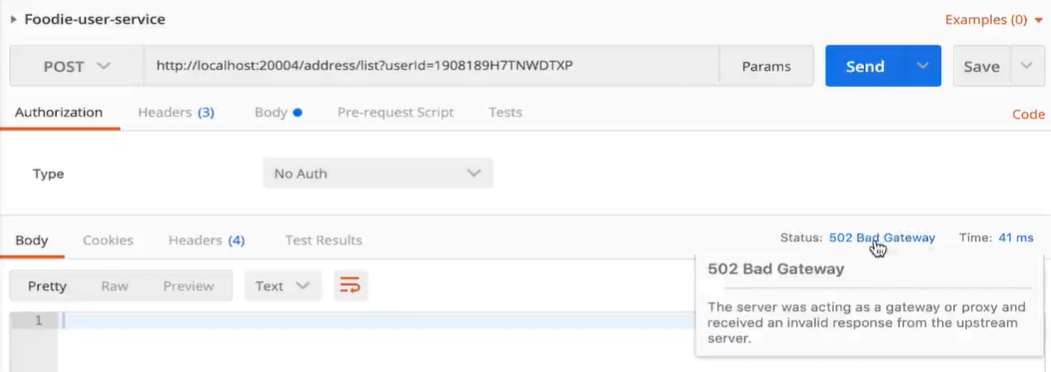 Foodie-user-service
Examples (0)
POST
http://localhost:20004/address/list?userId=1908189H7TNWDTXP
Params
Send
Save
Authorization
Headers (3)
Body
Pre-request Script
Tests
Code
Type
No Auth
Body
Cookies
Headers (4)
Test Results
Status: 502 Bad Gateway
Time: 41 ms
502 Bad Gateway
The server was acting as a gateway or proxy and
received an invalid response from the upstream
server.
Pretty
Raw
Preview
Text
1